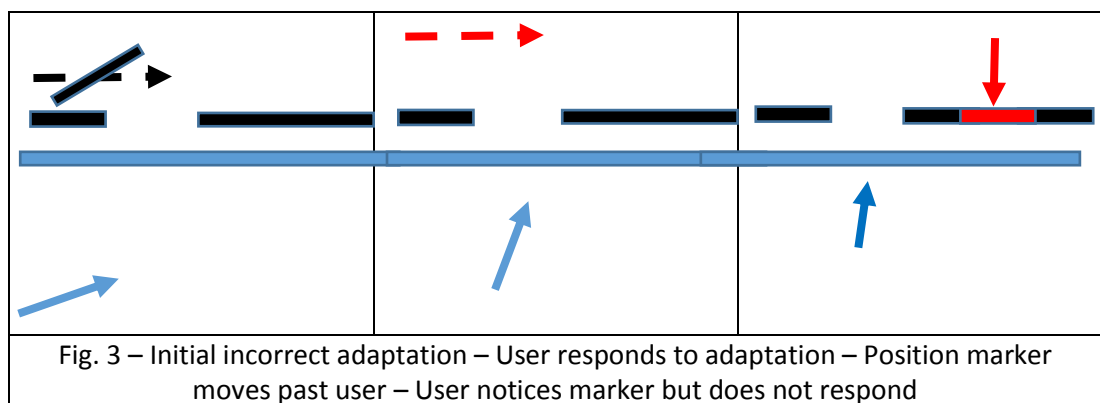 Fig. 3 – Initial incorrect adaptation – User responds to adaptation – Position marker
moves past user – User notices marker but does not respond